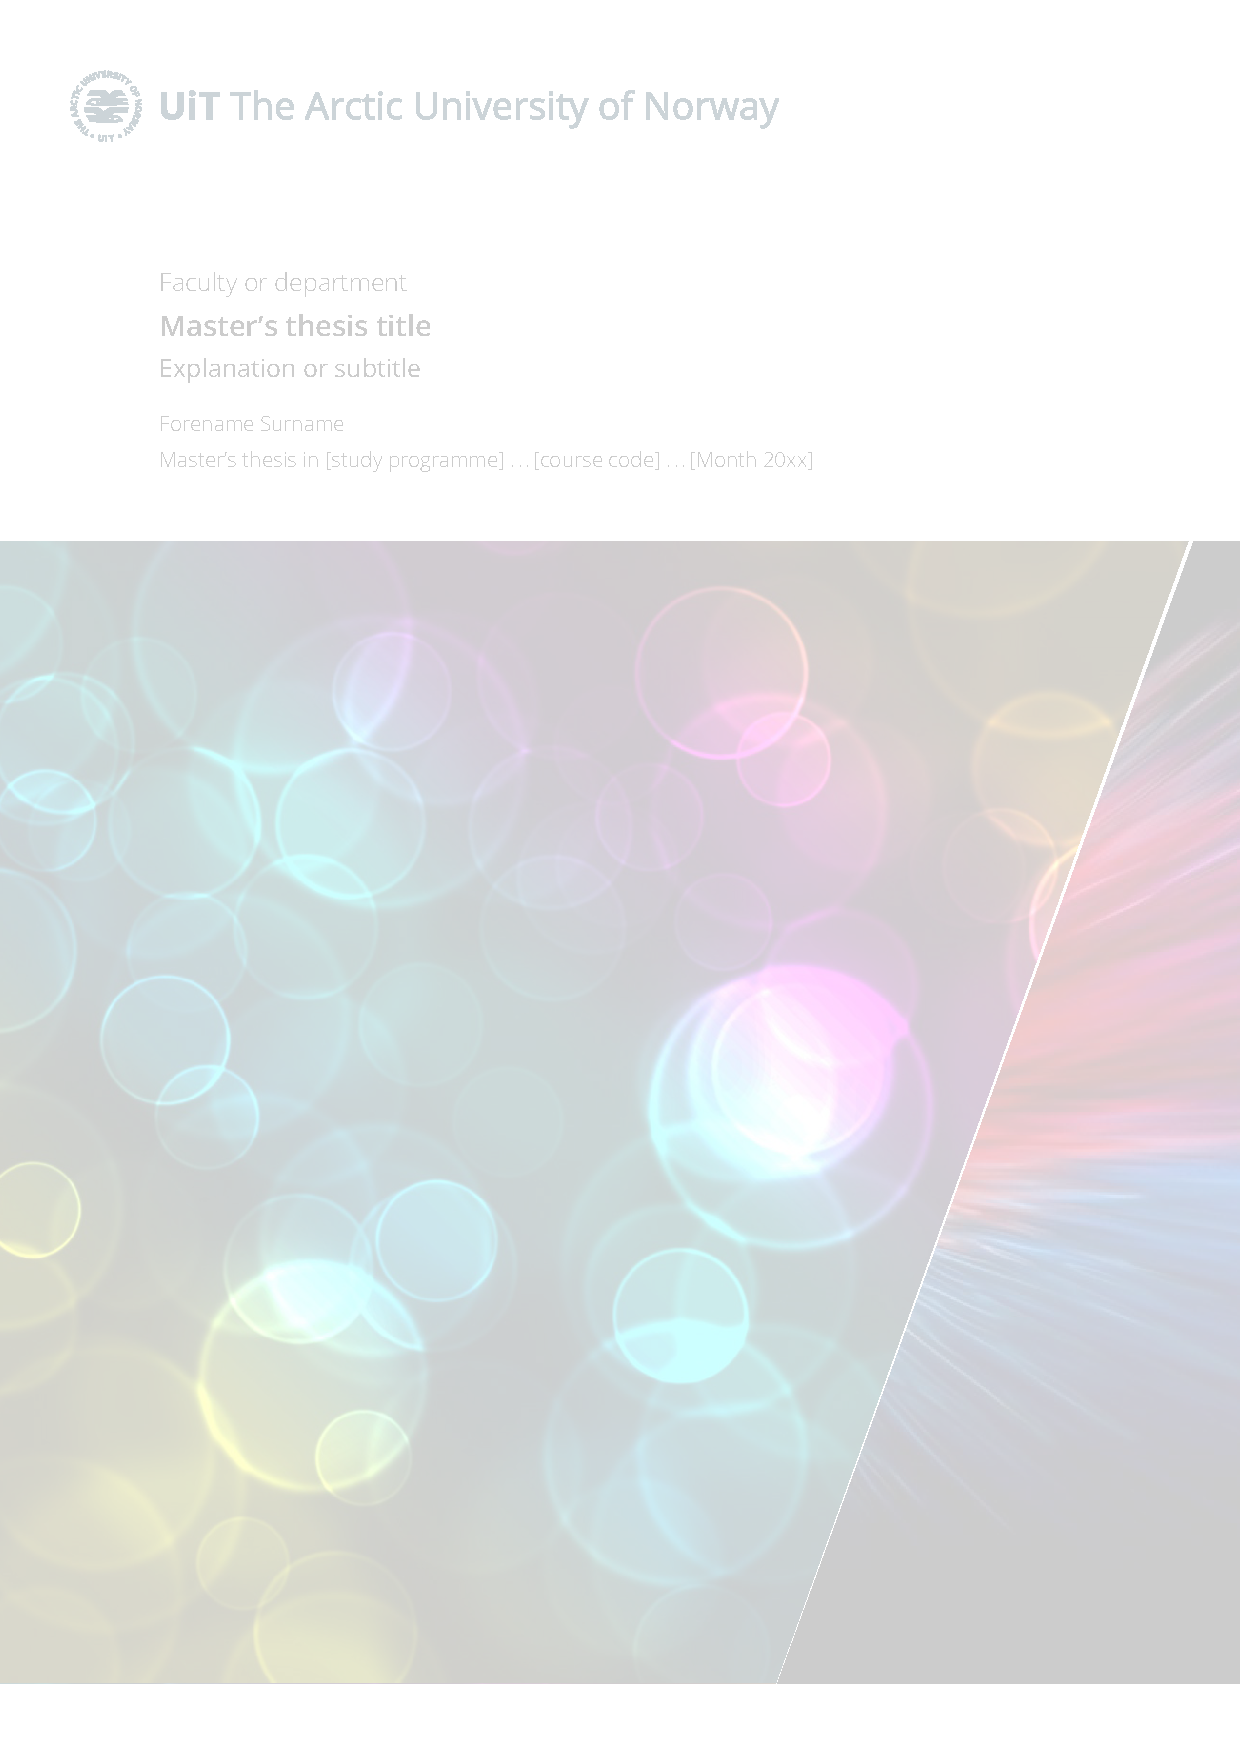 THE ARCTIC UNIVERSITY OF NORWAY • UiT •
UiT The Arctic University of Norway
Faculty or department
Master’s thesis title
Explanation or subtitle
Forename Surname
Master’s thesis in [study programme] ... [course code] ... [Month 20xx]